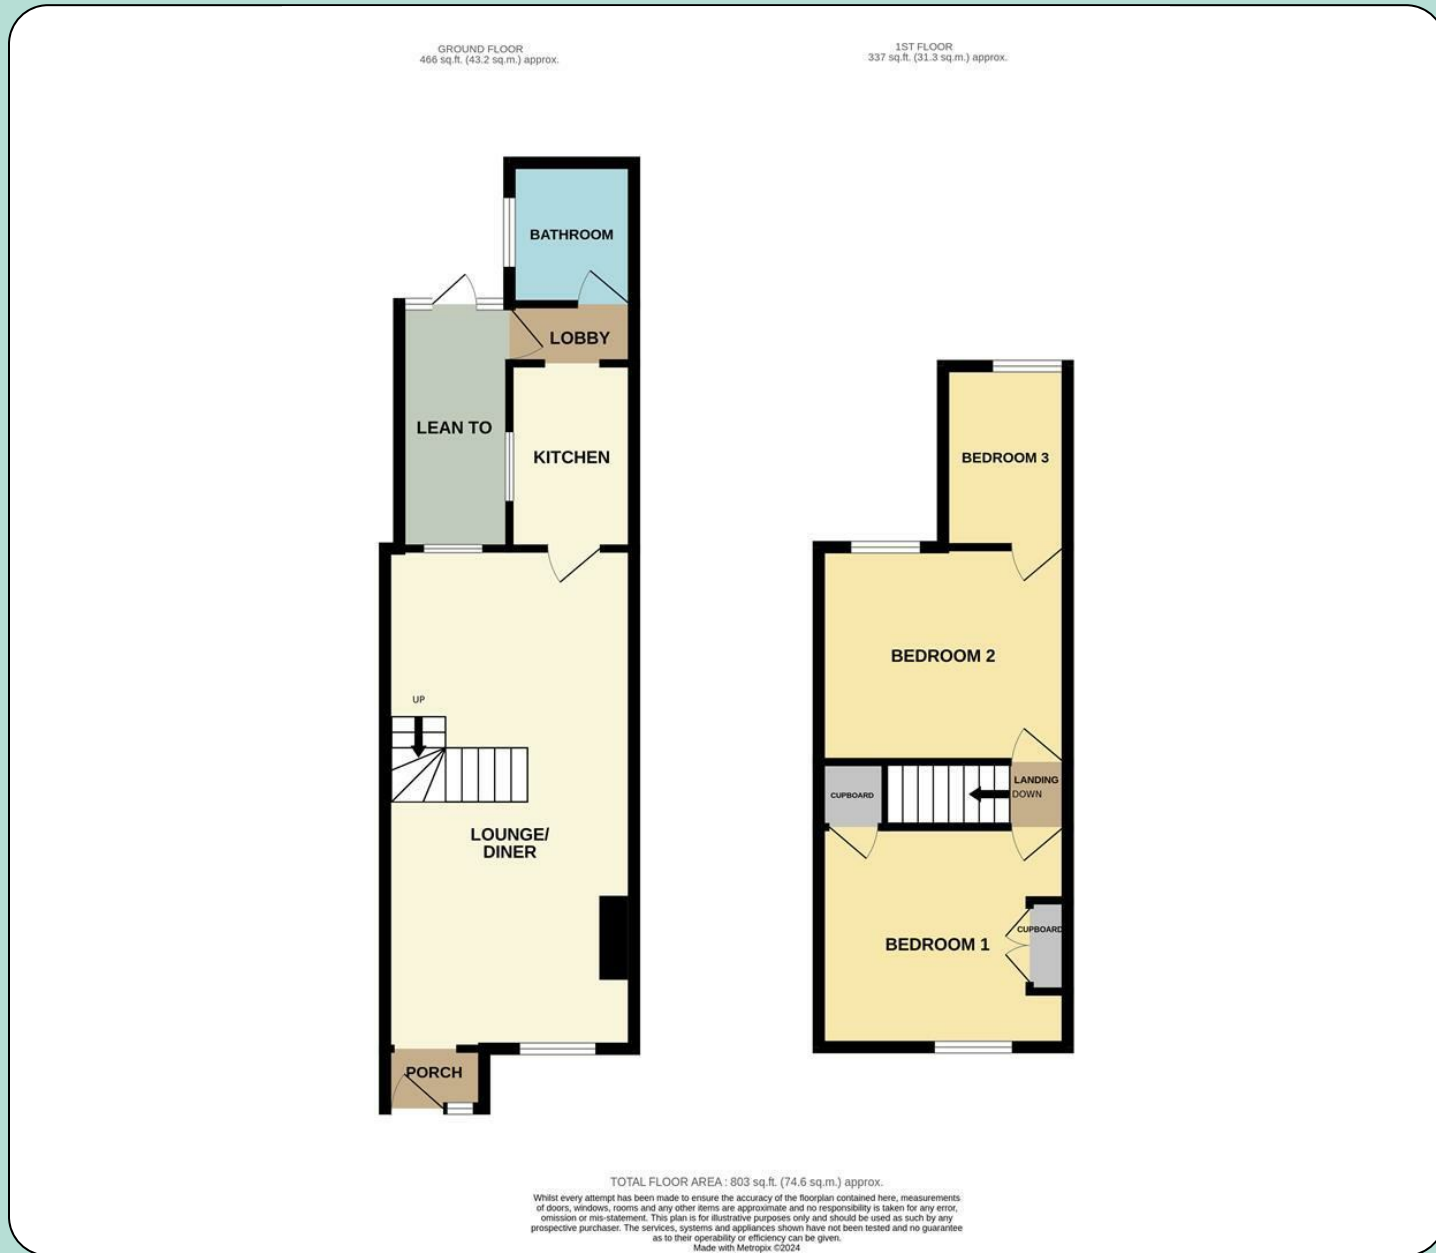 GROUND FLOOR
466 sq.ft. (43.2 sq.m.) approx.
1ST FLOOR
337 sq.ft. (31.3 sq.m.) approx.
BATHROOM
LOBBY
LEAN TO
KITCHEN
UP
LOUNGE/
DINER
PORCH
BEDROOM 3
BEDROOM 2
CUPBOARD
LANDING
DOWN
CUPBOARD
BEDROOM 1
TOTAL FLOOR AREA : 803 sq.ft. (74.6 sq.m.) approx.
Whilst every attempt has been made to ensure the accuracy of the floorplan contained here, measurements
of doors, windows, rooms and any other items are approximate and no responsibility is taken for any error,
omission or mis-statement. This plan is for illustrative purposes only and should be used as such by any
prospective purchaser. The services, systems and appliances shown have not been tested and no guarantee
as to their operability or efficiency can be given.
Made with Metropix ©2024